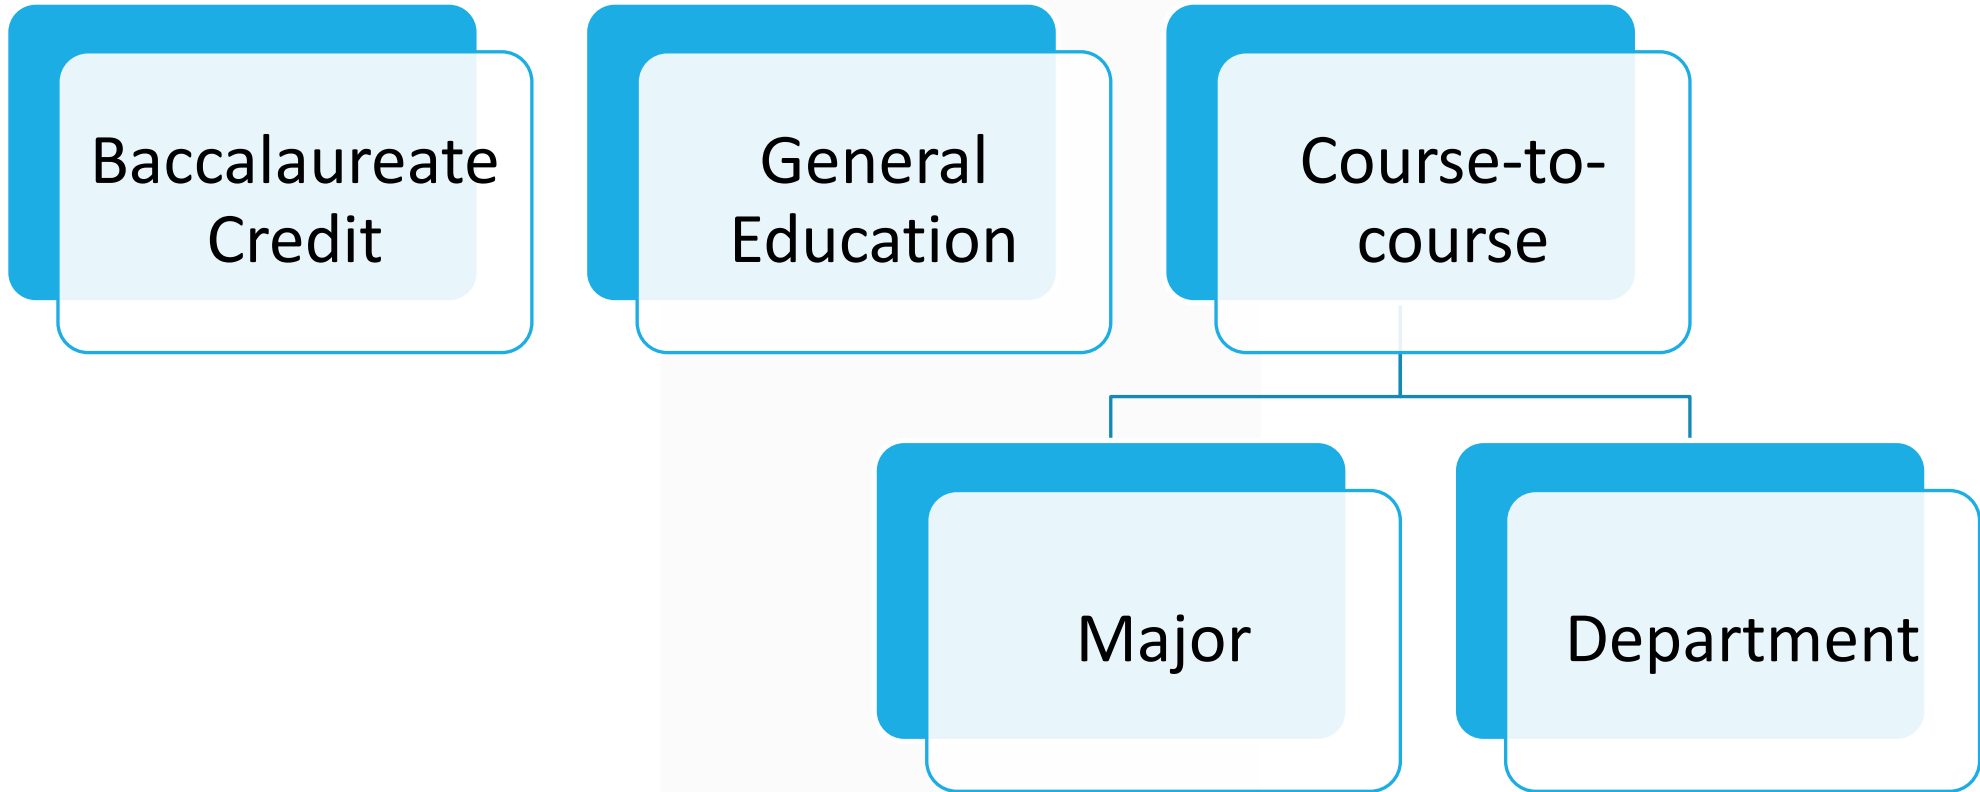 Baccalaureate
Credit
General
Education
Course-to-
course
Major
Department